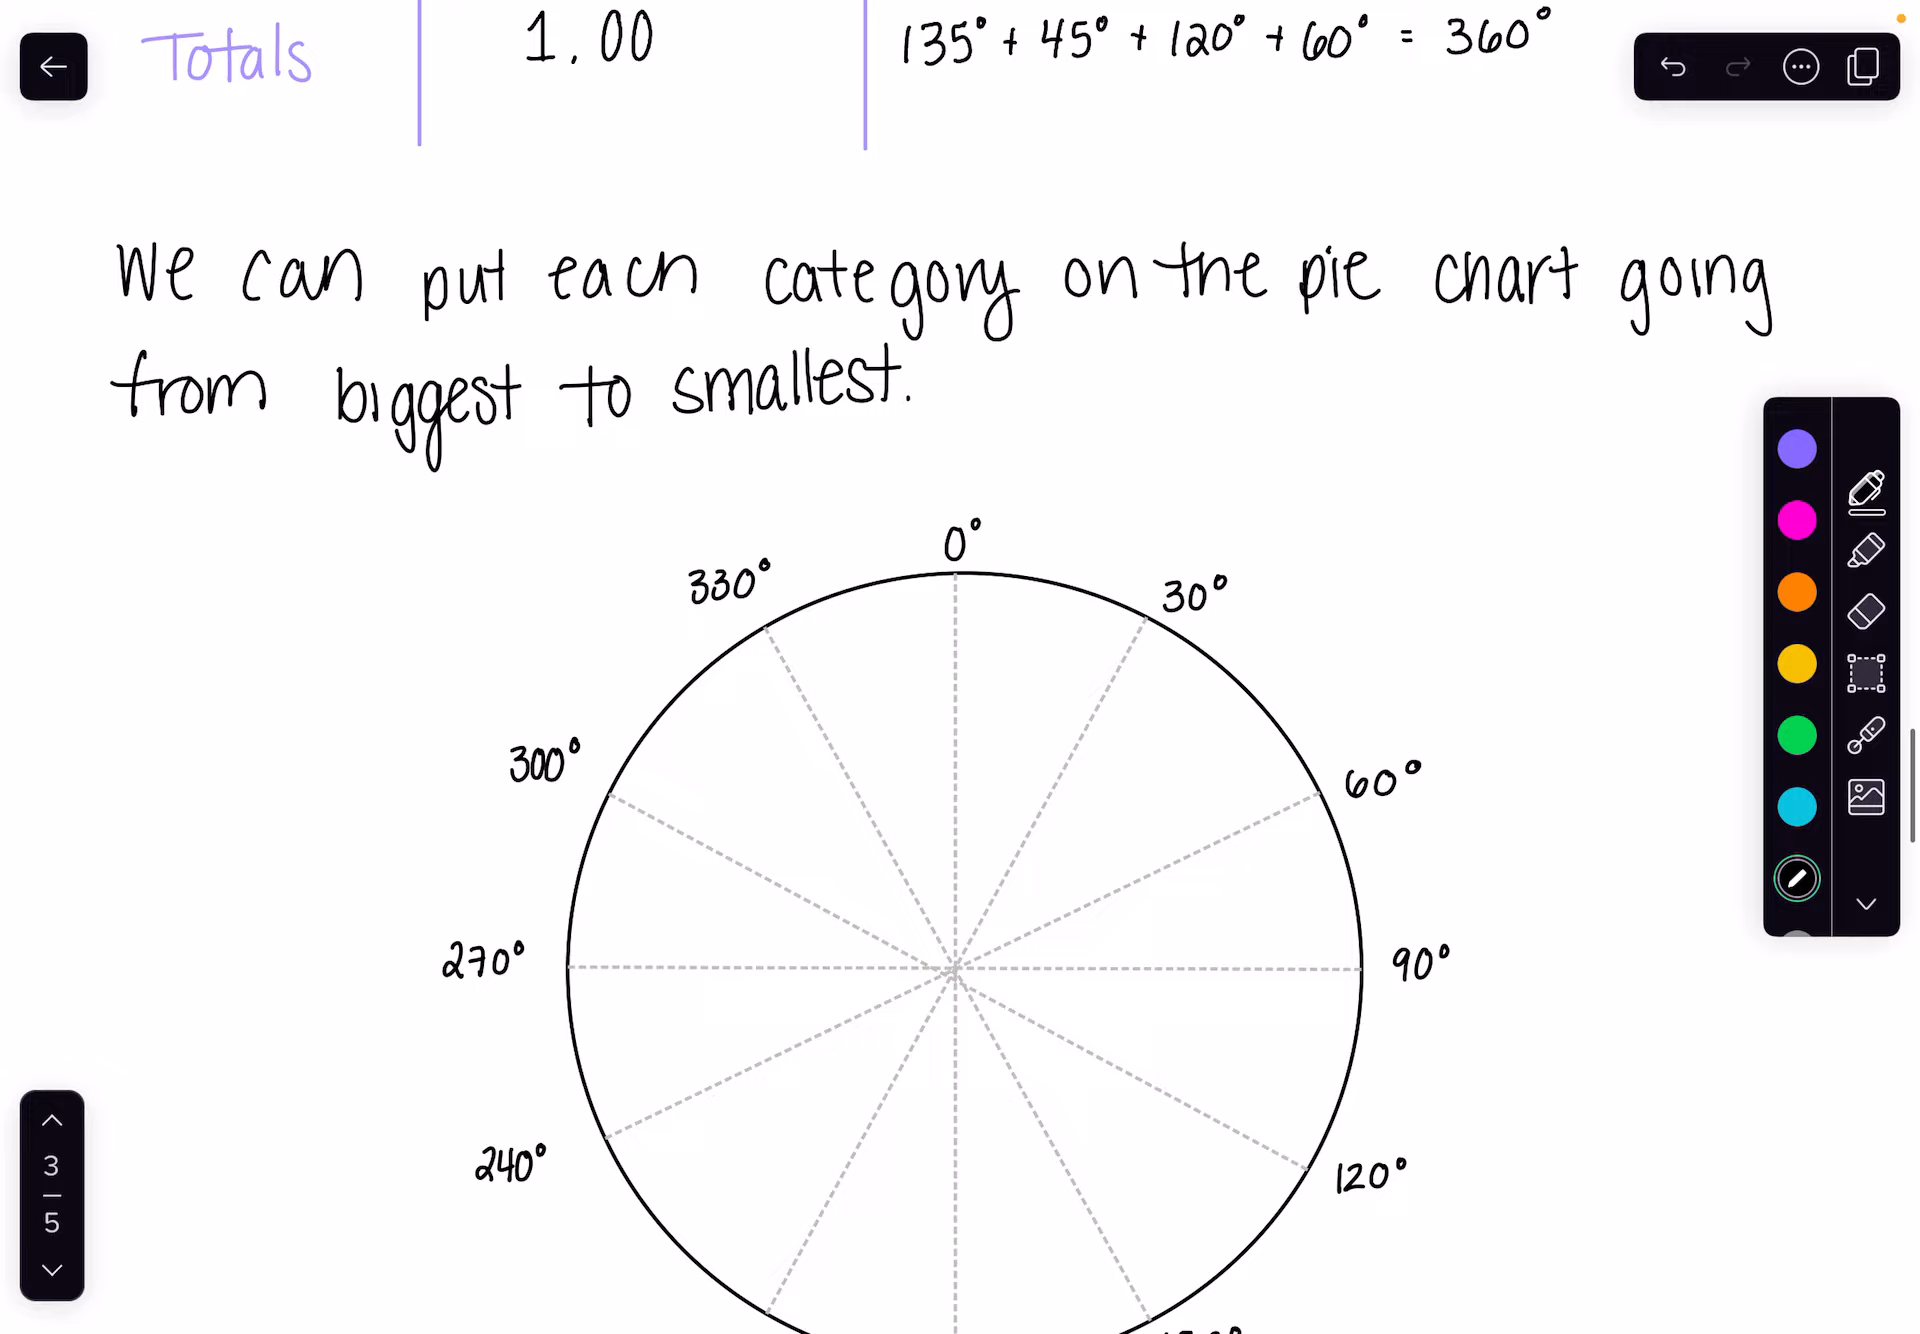 Totals 1.00 135° + 45° + 120° + 60° = 360°
We can put each category on the pie chart going
from biggest to smallest.
0°
330° 30°
300° 60°
270° 90°
240° 120°
3
5